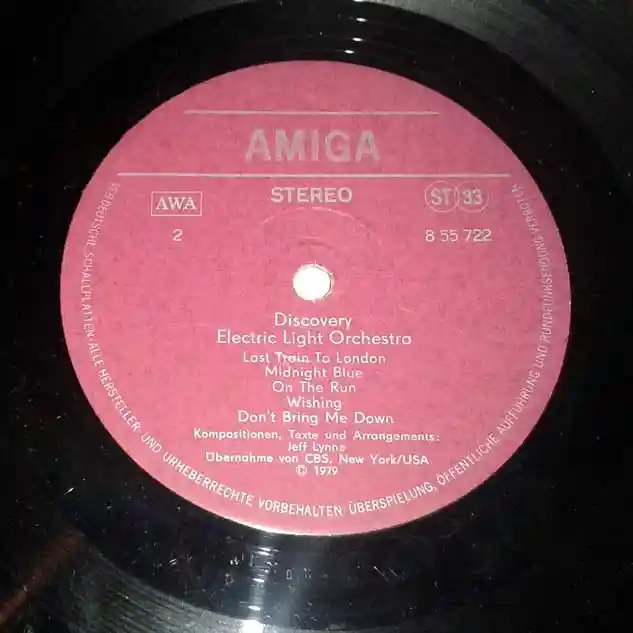 AMIGA
AWA
STEREO
ST 33
2
8 55 722
Discovery
Electric Light Orchestra
Last Train To London
Midnight Blue
On The Run
Wishing
Don't Bring Me Down
Kompositionen, Texte und Arrangements:
Jeff Lynne
Übernahme von CBS, New York/USA
© 1979
VEB DEUTSCHE SCHALLPLATTEN · ALLE HERSTELLER- UND URHEBERRECHTE VORBEHALTEN. ÜBERSPIELUNG, ÖFFENTLICHE AUFFÜHRUNG UND RUNDFUNKSENDUNG VERBOTEN